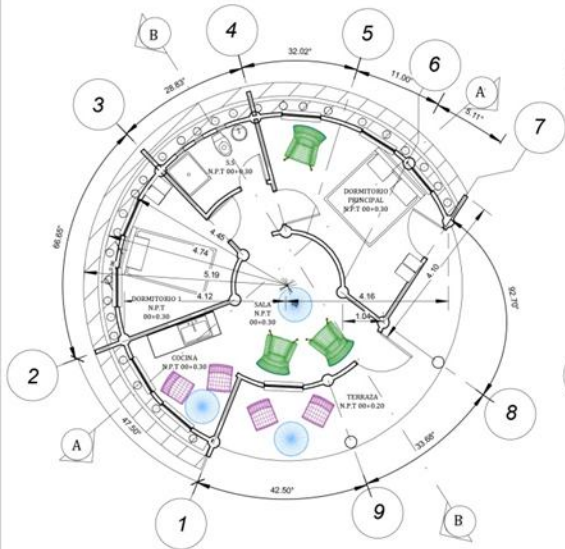 B
4
32.02°
5
11.00°
6
A
5.11°
7
28.83°
3
S.S
N.P.T 00+0.30
DORMITORIO
PRINCIPAL
N.P.T 00+0.30
66.65°
4.45
4.74
5.19
4.12
4.10
4.16
92.70°
DORMITORIO 1
N.P.T
00+0.30
SALA
N.P.T
00+0.30
1.04
2
COCINA
N.P.T 00+0.30
TERRAZA
N.P.T 00+0.20
8
A
47.50°
33.68°
1
42.50°
9
B